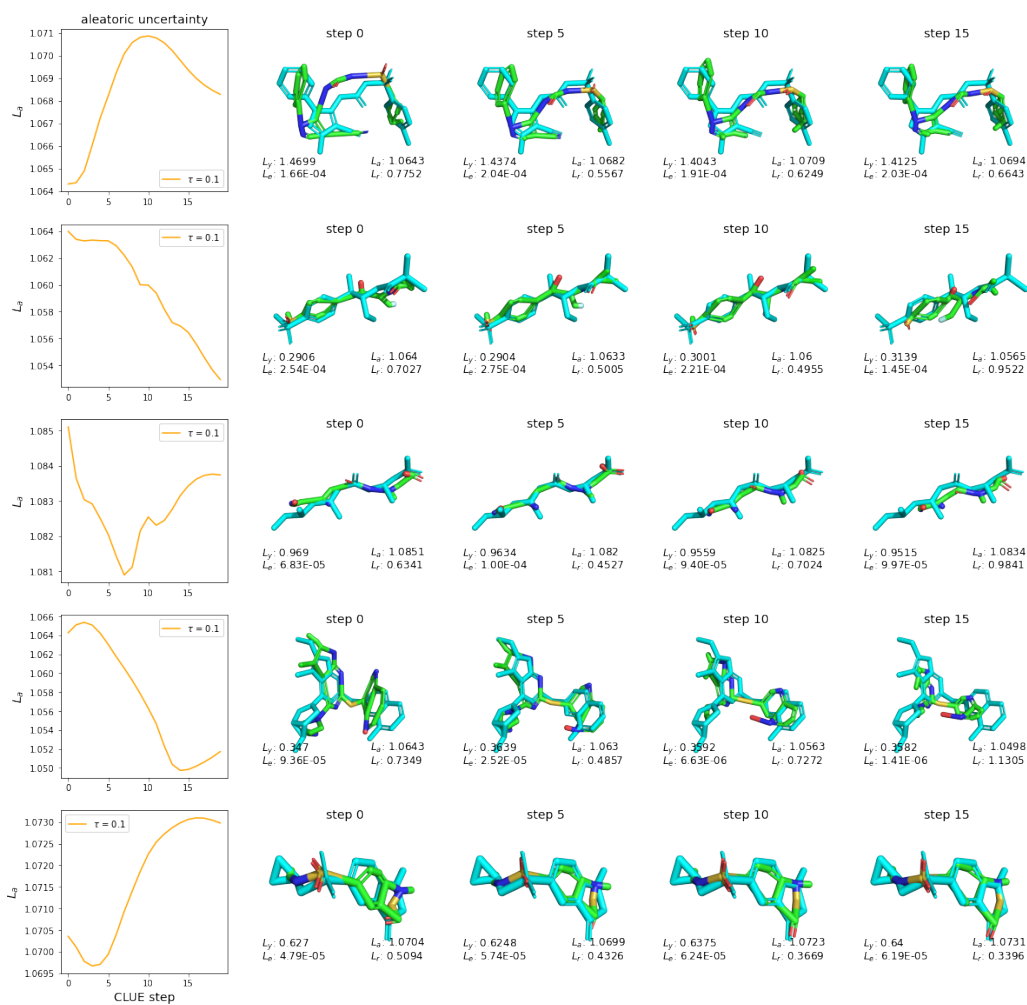 aleatoric uncertainty
step 0 step 5 step 10 step 15
1.071
1.070
1.069
1.068
1.067
1.066
1.065
1.064
L_a
τ = 0.1
0 5 10 15
L_y: 1.4699 L_a: 1.0643 L_y: 1.4374 L_a: 1.0682 L_y: 1.4043 L_a: 1.0709 L_y: 1.4125 L_a: 1.0694
L_e: 1.66E-04 L_r: 0.7752 L_e: 2.04E-04 L_r: 0.5567 L_e: 1.91E-04 L_r: 0.6249 L_e: 2.03E-04 L_r: 0.6643
step 0 step 5 step 10 step 15
1.064
1.062
1.060
1.058
1.056
1.054
L_a
τ = 0.1
0 5 10 15
L_y: 0.2906 L_a: 1.064 L_y: 0.2904 L_a: 1.0633 L_y: 0.3001 L_a: 1.06 L_y: 0.3139 L_a: 1.0565
L_e: 2.54E-04 L_r: 0.7027 L_e: 2.75E-04 L_r: 0.5005 L_e: 2.21E-04 L_r: 0.4955 L_e: 1.45E-04 L_r: 0.9522
step 0 step 5 step 10 step 15
1.085
1.084
1.083
1.082
1.081
L_a
τ = 0.1
0 5 10 15
L_y: 0.969 L_a: 1.0851 L_y: 0.9634 L_a: 1.082 L_y: 0.9559 L_a: 1.0825 L_y: 0.9515 L_a: 1.0834
L_e: 6.83E-05 L_r: 0.6341 L_e: 1.00E-04 L_r: 0.4527 L_e: 9.40E-05 L_r: 0.7024 L_e: 9.97E-05 L_r: 0.9841
step 0 step 5 step 10 step 15
1.066
1.064
1.062
1.060
1.058
1.056
1.054
1.052
1.050
L_a
τ = 0.1
0 5 10 15
L_y: 0.347 L_a: 1.0643 L_y: 0.3639 L_a: 1.063 L_y: 0.3592 L_a: 1.0563 L_y: 0.3582 L_a: 1.0498
L_e: 9.36E-05 L_r: 0.7349 L_e: 2.52E-05 L_r: 0.4857 L_e: 6.63E-06 L_r: 0.7272 L_e: 1.41E-06 L_r: 1.1305
step 0 step 5 step 10 step 15
1.0730
1.0725
1.0720
1.0715
1.0710
1.0705
1.0700
1.0695
L_a
τ = 0.1
0 5 10 15
L_y: 0.627 L_a: 1.0704 L_y: 0.6248 L_a: 1.0699 L_y: 0.6375 L_a: 1.0723 L_y: 0.64 L_a: 1.0731
L_e: 4.79E-05 L_r: 0.5094 L_e: 5.74E-05 L_r: 0.4326 L_e: 6.24E-05 L_r: 0.3669 L_e: 6.19E-05 L_r: 0.3396
CLUE step